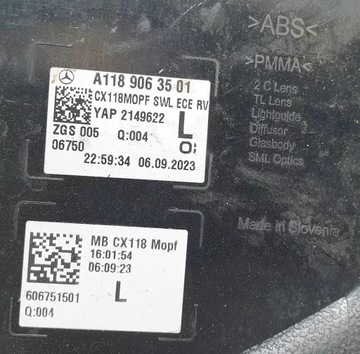 A118 906 35 01
CX118MOPF SWL ECE RV
YAP 2149622
L
ZGS 005 Q:004
06750
22:59:34 06.09.2023
>ABS<
>PMMA<
2 C Lens
TL Lens
Lightguide
Diffusor
Glasbody
SML Optics
Made in Slovenia
MB CX118 Mopf
16:01:54
06:09:23
L
606751501
Q:004